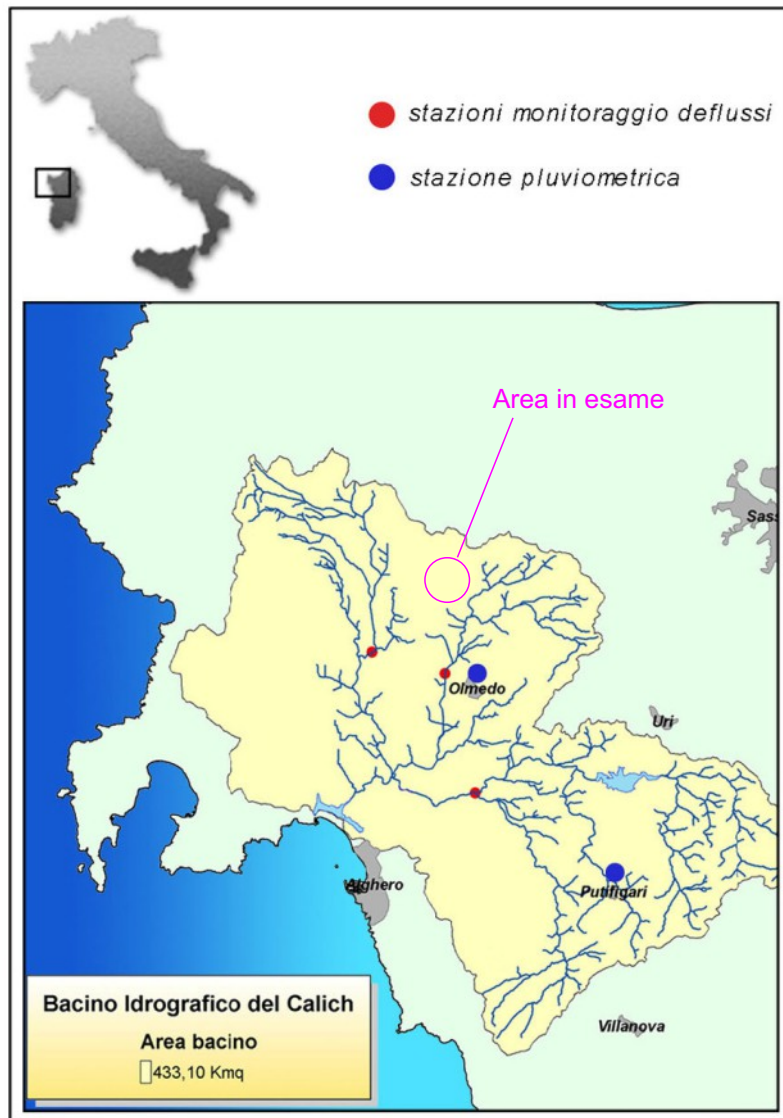 stazioni monitoraggio deflussi
stazione pluviometrica
Area in esame
Sass
Olmedo
Uri
Alghero
Putifigari
Villanova
Bacino Idrografico del Calich
Area bacino
433,10 Kmq